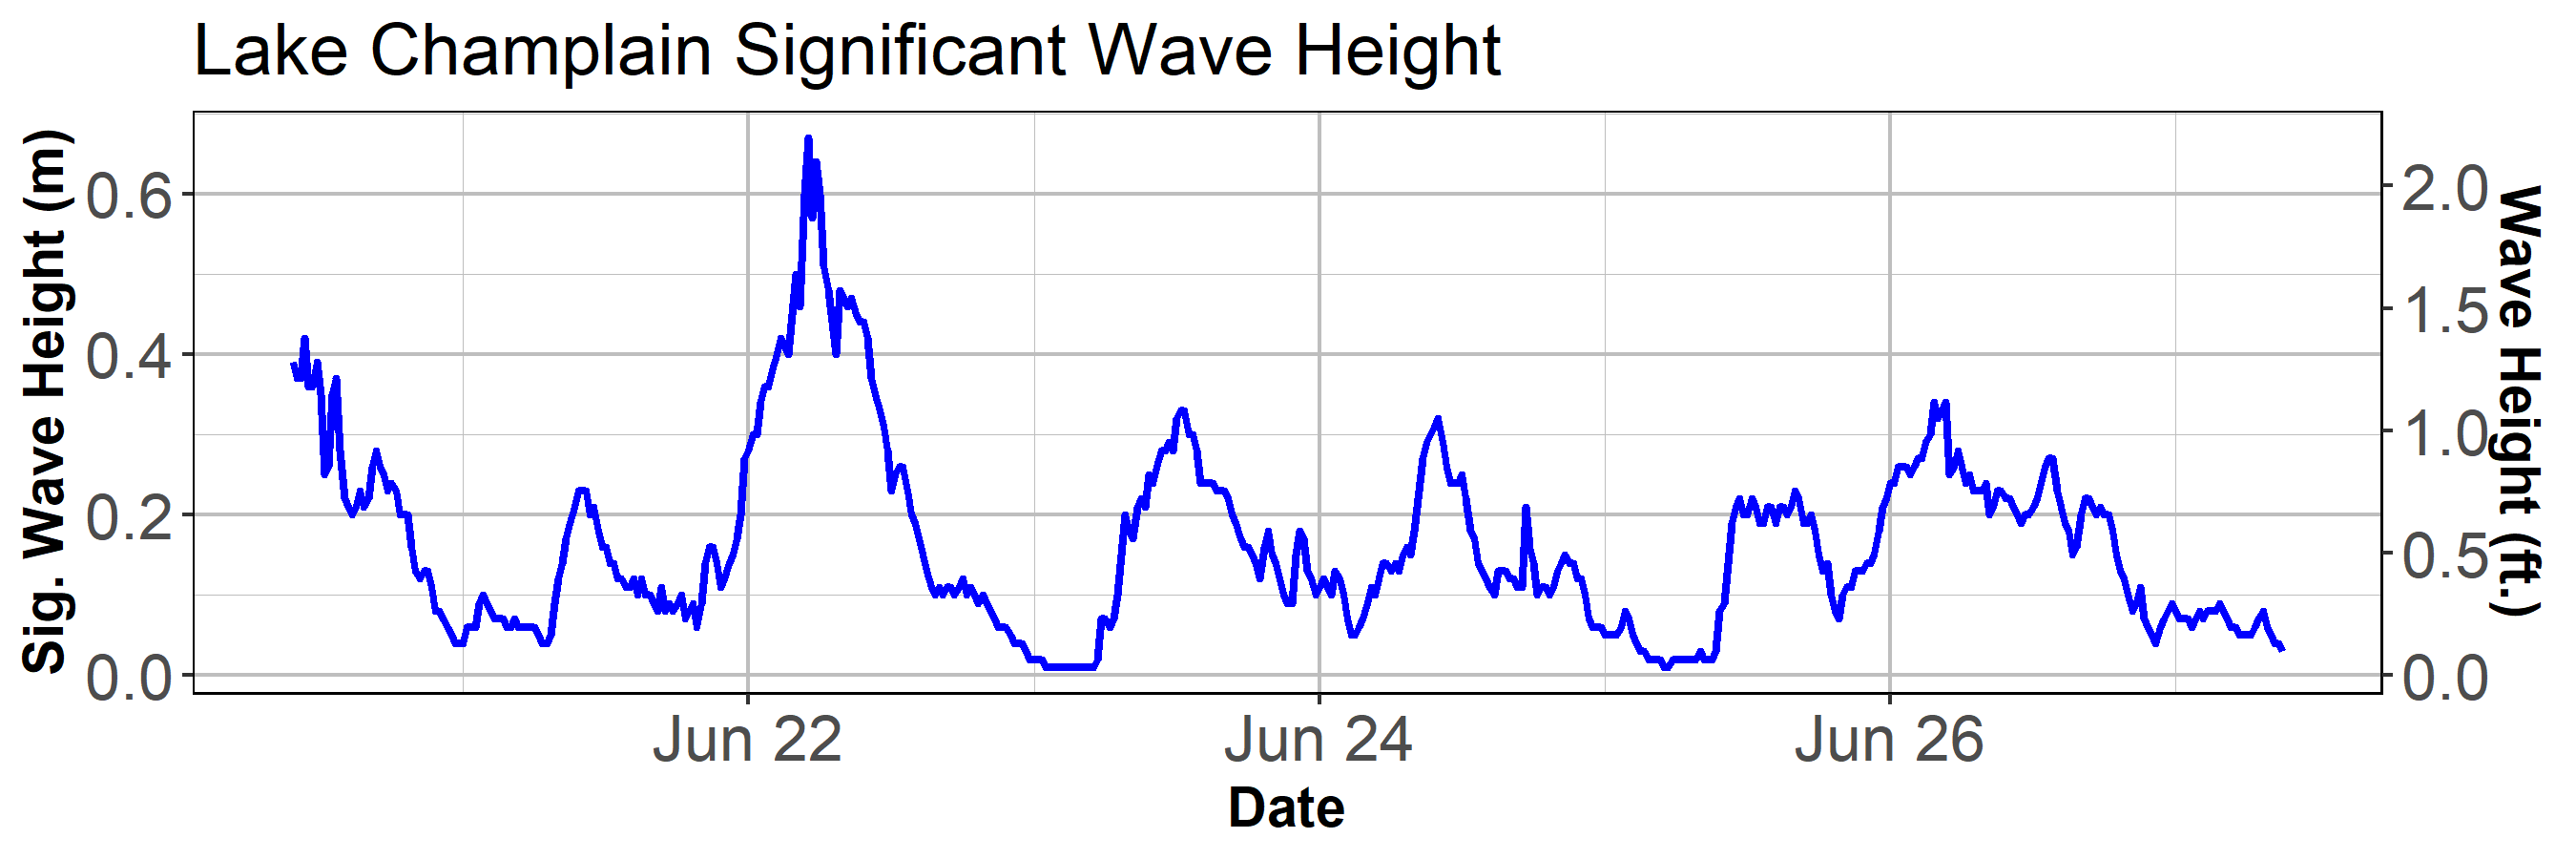 Lake Champlain Significant Wave Height
Sig. Wave Height (m)
0.6
0.4
0.2
0.0
2.0
1.5
1.0
0.5
0.0
Wave Height (ft.)
Jun 22
Jun 24
Jun 26
Date